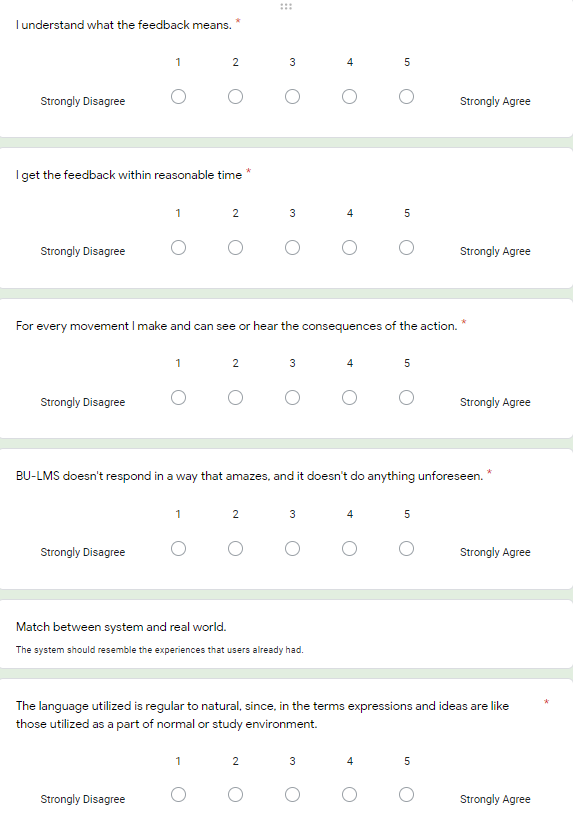 I understand what the feedback means. *
1 2 3 4 5
Strongly Disagree Strongly Agree
I get the feedback within reasonable time *
1 2 3 4 5
Strongly Disagree Strongly Agree
For every movement I make and can see or hear the consequences of the action. *
1 2 3 4 5
Strongly Disagree Strongly Agree
BU-LMS doesn't respond in a way that amazes, and it doesn't do anything unforeseen. *
1 2 3 4 5
Strongly Disagree Strongly Agree
Match between system and real world.
The system should resemble the experiences that users already had.
The language utilized is regular to natural, since, in the terms expressions and ideas are like *
those utilized as a part of normal or study environment.
1 2 3 4 5
Strongly Disagree Strongly Agree